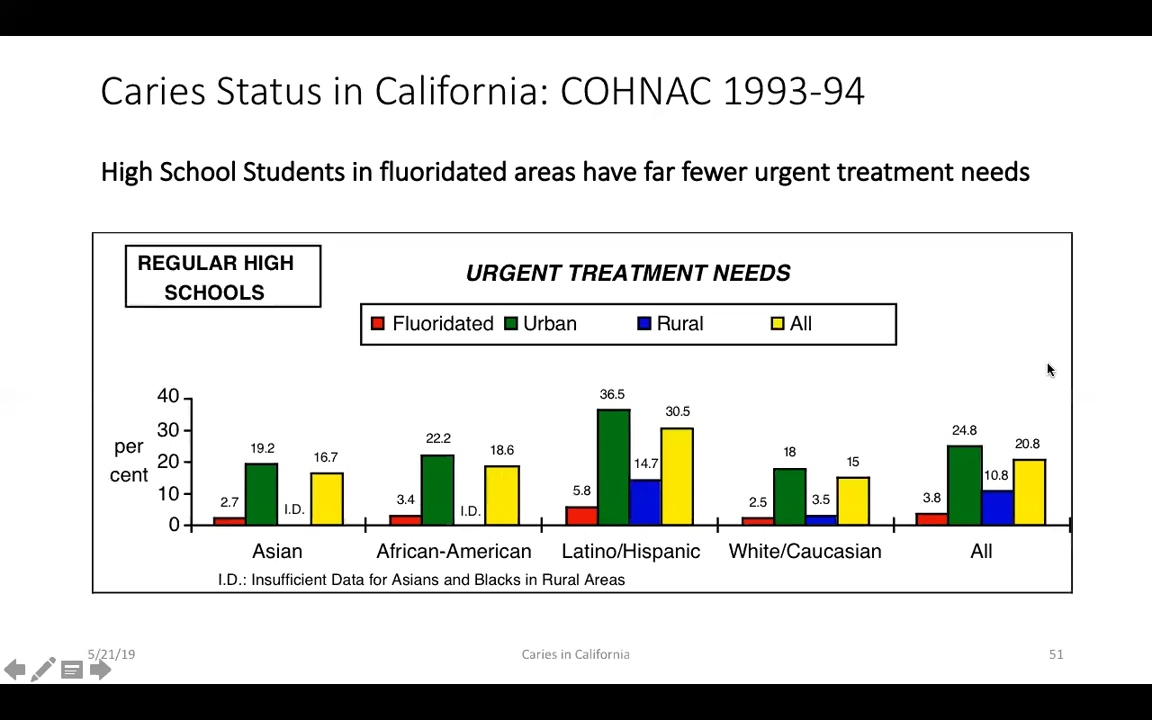 Caries Status in California: COHNAC 1993-94
High School Students in fluoridated areas have far fewer urgent treatment needs
REGULAR HIGH
SCHOOLS
URGENT TREATMENT NEEDS
Fluoridated Urban Rural All
per
cent
40
30
20
10
0
2.7 19.2 I.D. 16.7
3.4 22.2 I.D. 18.6
5.8 36.5 14.7 30.5
2.5 18 3.5 15
3.8 24.8 10.8 20.8
Asian African-American Latino/Hispanic White/Caucasian All
I.D.: Insufficient Data for Asians and Blacks in Rural Areas
5/21/19 Caries in California 51